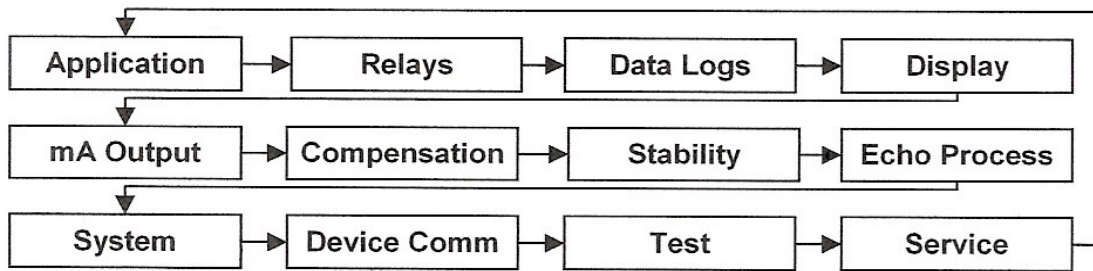 Application Relays Data Logs Display
mA Output Compensation Stability Echo Process
System Device Comm Test Service